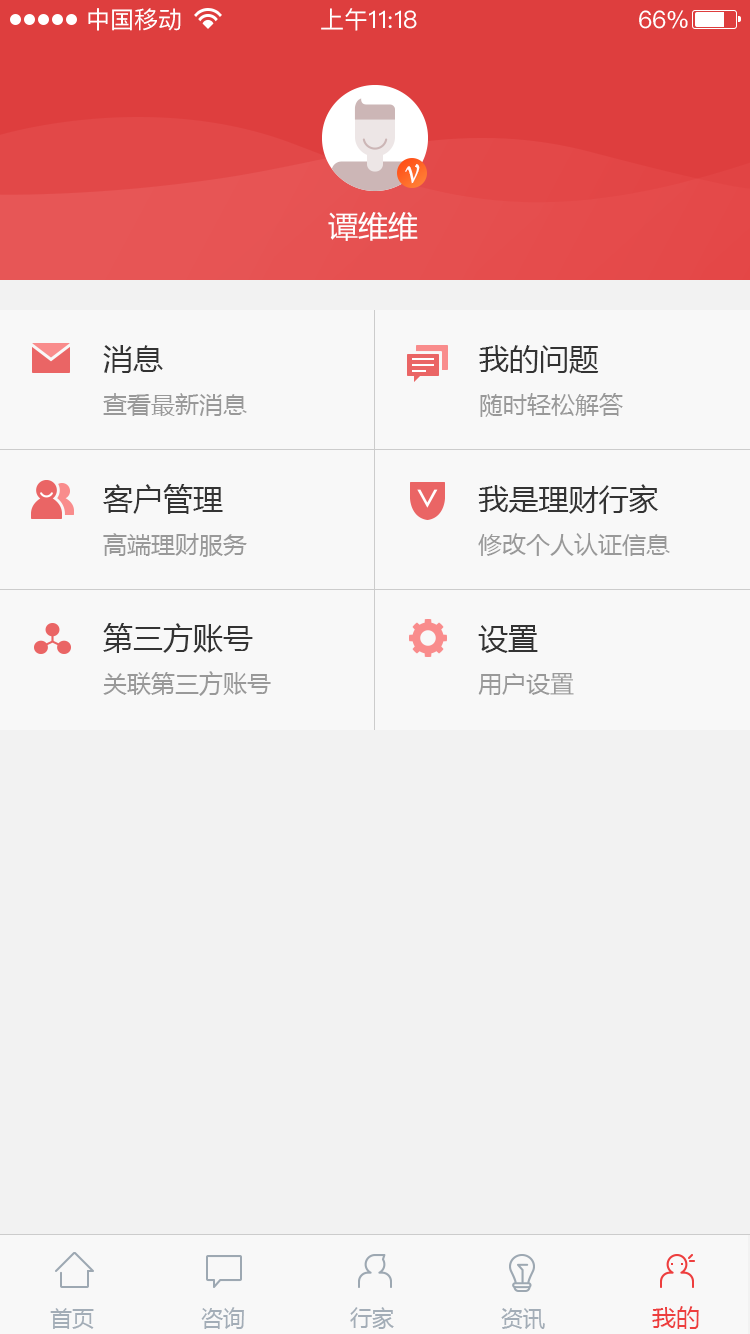 中国移动 上午11:18 66%
谭维维
消息 我的问题
查看最新消息 随时轻松解答
客户管理 我是理财行家
高端理财服务 修改个人认证信息
第三方账号 设置
关联第三方账号 用户设置
首页 咨询 行家 资讯 我的